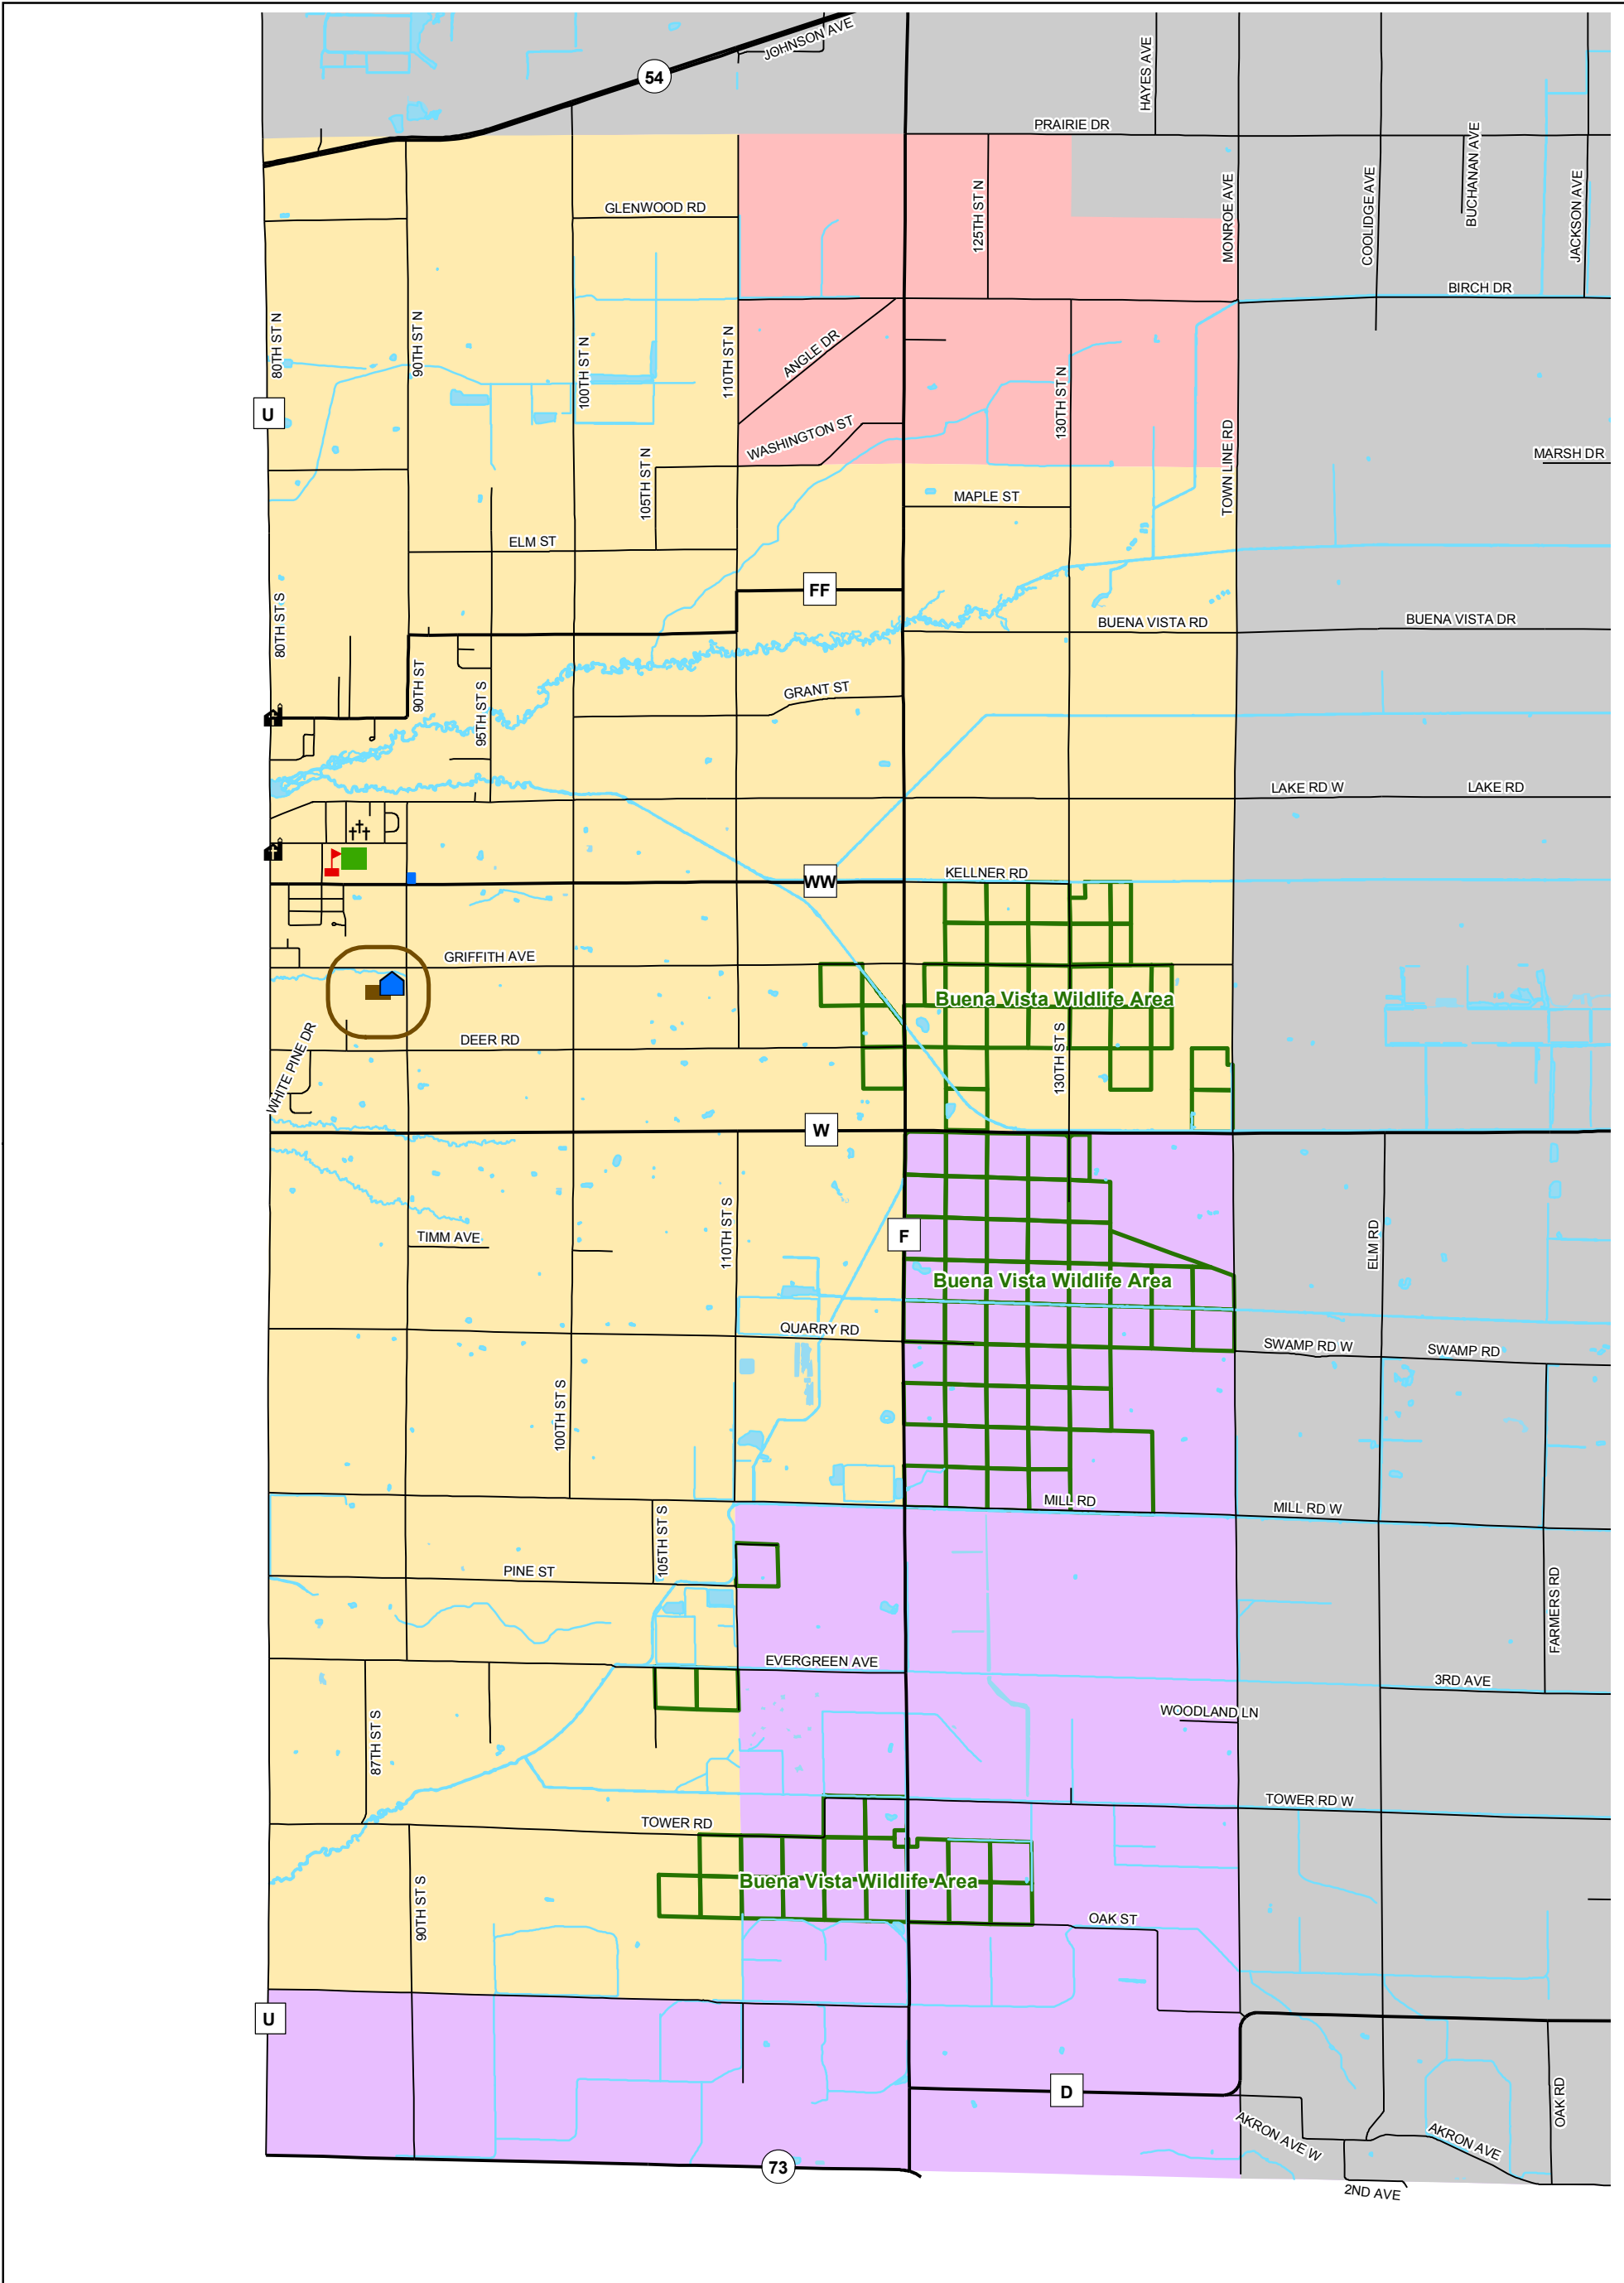 JOHNSON AVE
54
HAYES AVE
PRAIRIE DR
BUCHANAN AVE
GLENWOOD RD
125TH ST N
MONROE AVE
COOLIDGE AVE
JACKSON AVE
BIRCH DR
80TH ST N
90TH ST N
100TH ST N
110TH ST N
ANGLE DR
130TH ST N
U
WASHINGTON ST
105TH ST N
TOWN LINE RD
MARSH DR
MAPLE ST
ELM ST
FF
80TH ST S
BUENA VISTA RD
BUENA VISTA DR
90TH ST
95TH ST S
GRANT ST
LAKE RD W
LAKE RD
WW
KELLNER RD
GRIFFITH AVE
Buena Vista Wildlife Area
DEER RD
WHITE PINE DR
130TH ST S
W
110TH ST S
TIMM AVE
F
ELM RD
Buena Vista Wildlife Area
QUARRY RD
SWAMP RD W
SWAMP RD
100TH ST S
MILL RD
MILL RD W
105TH ST S
PINE ST
FARMERS RD
EVERGREEN AVE
3RD AVE
WOODLAND LN
87TH ST S
TOWER RD W
TOWER RD
Buena Vista Wildlife Area
90TH ST S
OAK ST
U
D
OAK RD
AKRON AVE W
AKRON AVE
73
2ND AVE